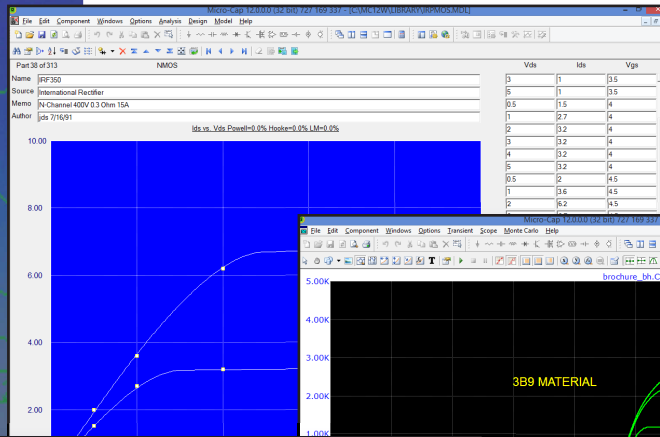 Micro-Cap 12.0.0.0 (32 bit) 727 169 337 - [C:\MC12W\LIBRARY\IRPMOS.MDL]
File Edit Component Windows Options Analysis Design Model Help
Part 38 of 313 NMOS
Name IRF350
Source International Rectifier
Memo N-Channel 400V 0.3 Ohm 15A
Author jds 7/16/91
Vds Ids Vgs
3 1 3.5
5 1 3.5
0.5 1.5 4
1 2.7 4
2 3.2 4
3 3.2 4
4 3.2 4
5 3.2 4
0.5 2 4.5
1 3.6 4.5
2 6.2 4.5
Ids vs. Vds Powell=0.0% Hooke=0.0% LM=0.0%
10.00
8.00
6.00
4.00
2.00
Micro-Cap 12.0.0.0 (32 bit) 727 169 337
File Edit Component Windows Options Transient Scope Monte Carlo Help
brochure_bh.C
5.00K
4.00K
3.00K
2.00K
1.00K
3B9 MATERIAL